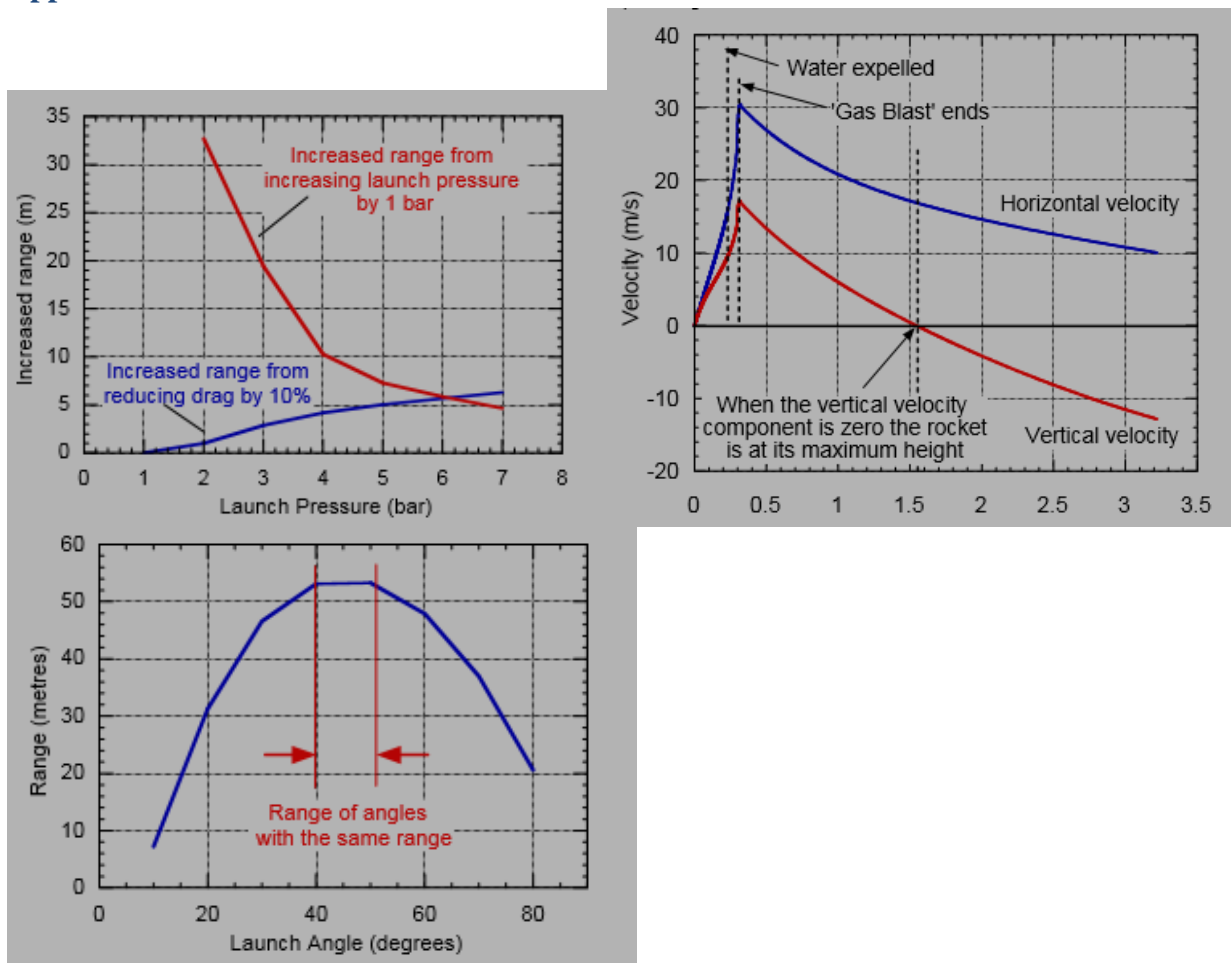 35
30
25
20
15
10
5
0
Increased range (m)
Increased range from
increasing launch pressure
by 1 bar
Increased range from
reducing drag by 10%
0 1 2 3 4 5 6 7 8
Launch Pressure (bar)
40
30
20
10
0
-10
-20
Velocity (m/s)
Water expelled
'Gas Blast' ends
Horizontal velocity
When the vertical velocity
component is zero the rocket
is at its maximum height
Vertical velocity
0 0.5 1 1.5 2 2.5 3 3.5
60
50
40
30
20
10
0
Range (metres)
Range of angles
with the same range
0 20 40 60 80
Launch Angle (degrees)